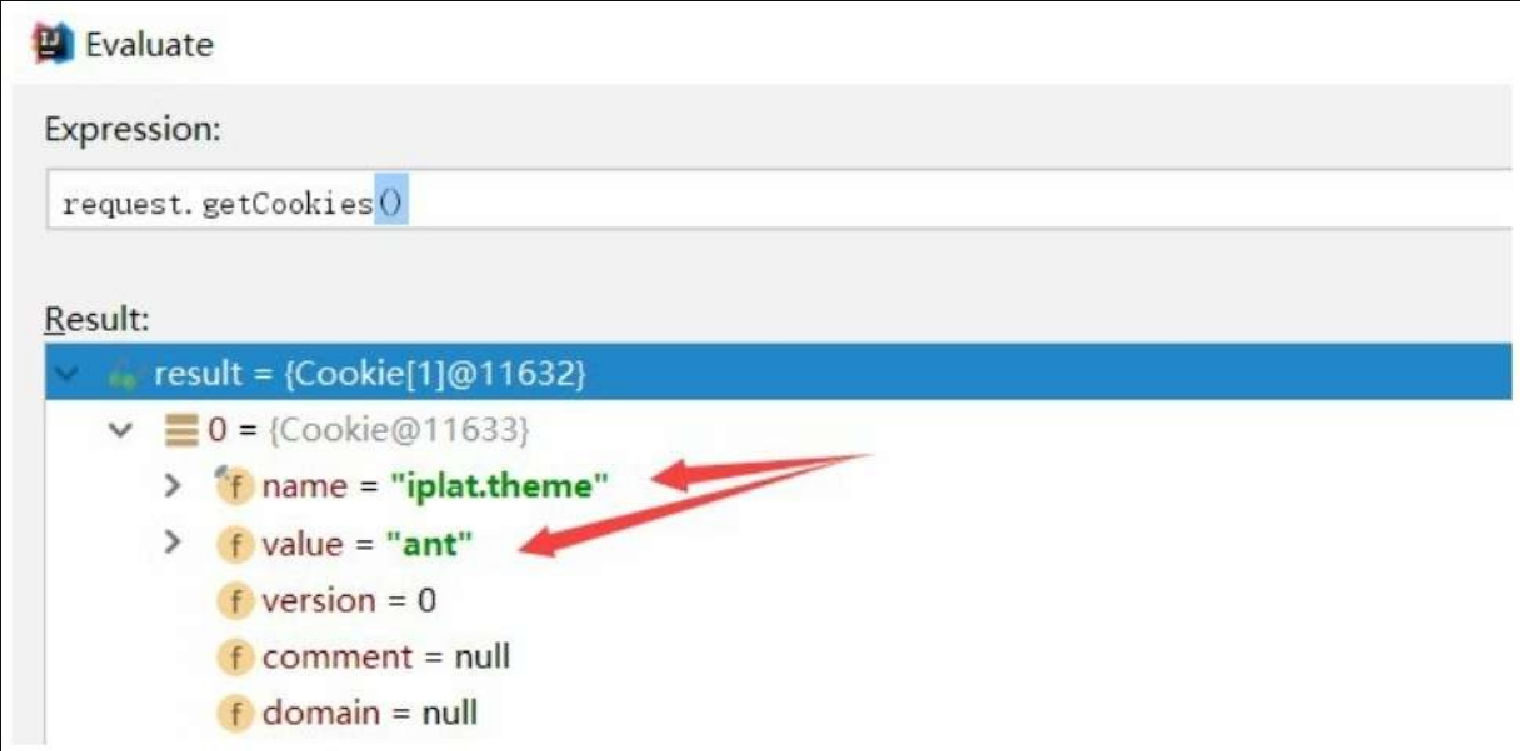 IJ Evaluate
Expression:
request.getCookies()
Result:
result = {Cookie[1]@11632}
0 = {Cookie@11633}
f name = "iplat.theme"
f value = "ant"
f version = 0
f comment = null
f domain = null